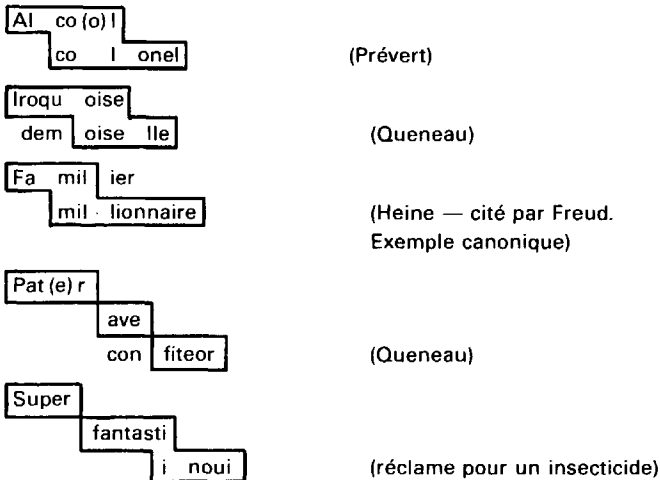 Al co (o) l
co l onel (Prévert)
Iroqu oise
dem oise lle (Queneau)
Fa mil ier
mil lionnaire (Heine — cité par Freud.
Exemple canonique)
Pat (e) r
ave
con fiteor (Queneau)
Super
fantasti
i noui (réclame pour un insecticide)